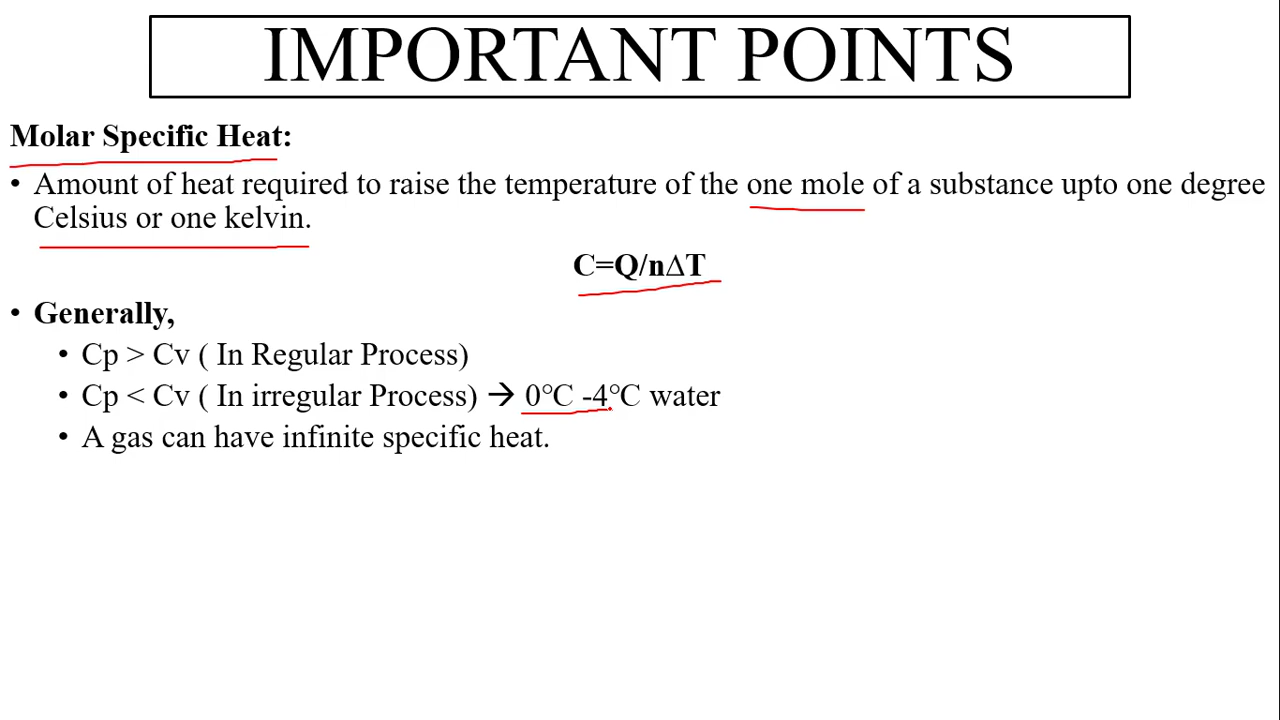 IMPORTANT POINTS
Molar Specific Heat:
• Amount of heat required to raise the temperature of the one mole of a substance upto one degree
Celsius or one kelvin.
C=Q/n∆T
• Generally,
• Cp > Cv ( In Regular Process)
• Cp < Cv ( In irregular Process) → 0°C -4°C water
• A gas can have infinite specific heat.